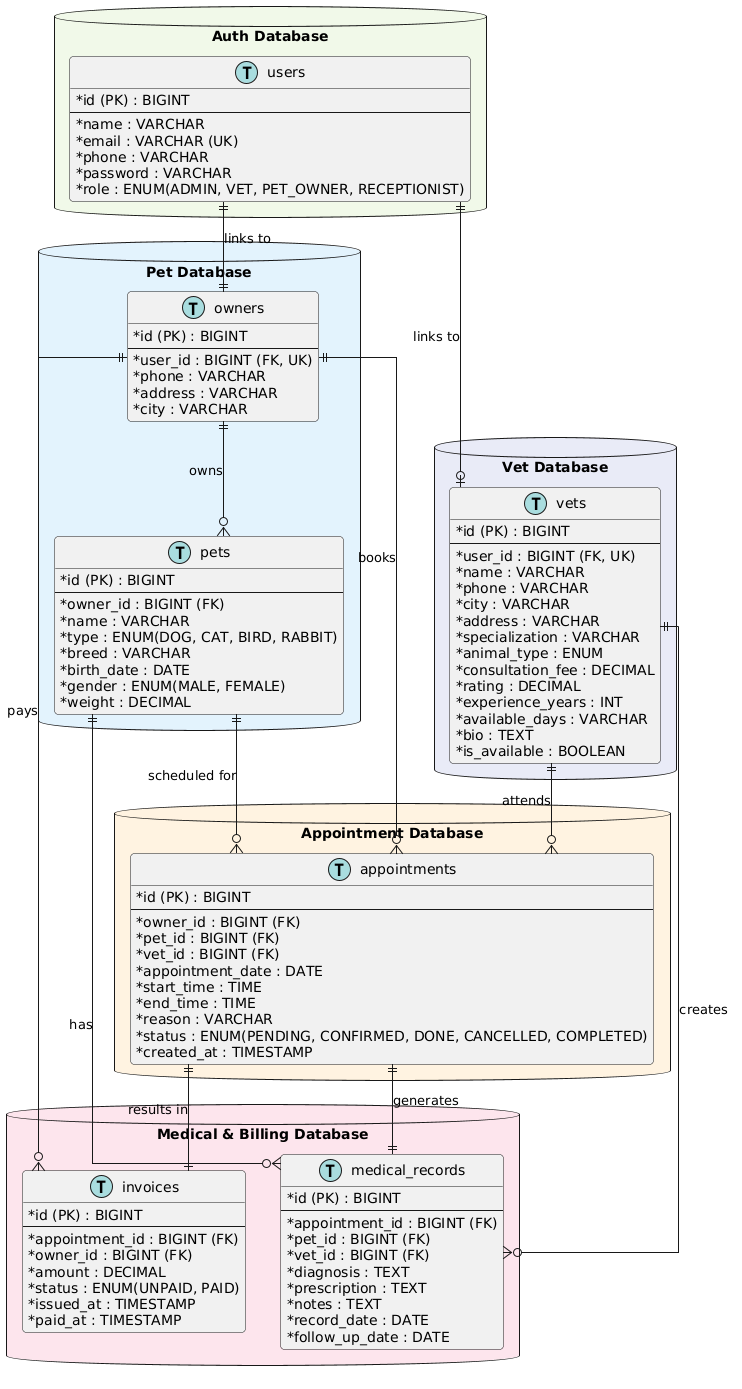 Auth Database
T users
*id (PK) : BIGINT
*name : VARCHAR
*email : VARCHAR (UK)
*phone : VARCHAR
*password : VARCHAR
*role : ENUM(ADMIN, VET, PET_OWNER, RECEPTIONIST)
links to
Pet Database
T owners
*id (PK) : BIGINT
*user_id : BIGINT (FK, UK)
*phone : VARCHAR
*address : VARCHAR
*city : VARCHAR
links to
owns
Vet Database
T vets
*id (PK) : BIGINT
*user_id : BIGINT (FK, UK)
*name : VARCHAR
*phone : VARCHAR
*city : VARCHAR
*address : VARCHAR
*specialization : VARCHAR
*animal_type : ENUM
*consultation_fee : DECIMAL
*rating : DECIMAL
*experience_years : INT
*available_days : VARCHAR
*bio : TEXT
*is_available : BOOLEAN
T pets
*id (PK) : BIGINT
*owner_id : BIGINT (FK)
*name : VARCHAR
*type : ENUM(DOG, CAT, BIRD, RABBIT)
*breed : VARCHAR
*birth_date : DATE
*gender : ENUM(MALE, FEMALE)
*weight : DECIMAL
books
pays
scheduled for
attends
Appointment Database
T appointments
*id (PK) : BIGINT
*owner_id : BIGINT (FK)
*pet_id : BIGINT (FK)
*vet_id : BIGINT (FK)
*appointment_date : DATE
*start_time : TIME
*end_time : TIME
*reason : VARCHAR
*status : ENUM(PENDING, CONFIRMED, DONE, CANCELLED, COMPLETED)
*created_at : TIMESTAMP
has
creates
results in
generates
Medical & Billing Database
T invoices
*id (PK) : BIGINT
*appointment_id : BIGINT (FK)
*owner_id : BIGINT (FK)
*amount : DECIMAL
*status : ENUM(UNPAID, PAID)
*issued_at : TIMESTAMP
*paid_at : TIMESTAMP
T medical_records
*id (PK) : BIGINT
*appointment_id : BIGINT (FK)
*pet_id : BIGINT (FK)
*vet_id : BIGINT (FK)
*diagnosis : TEXT
*prescription : TEXT
*notes : TEXT
*record_date : DATE
*follow_up_date : DATE